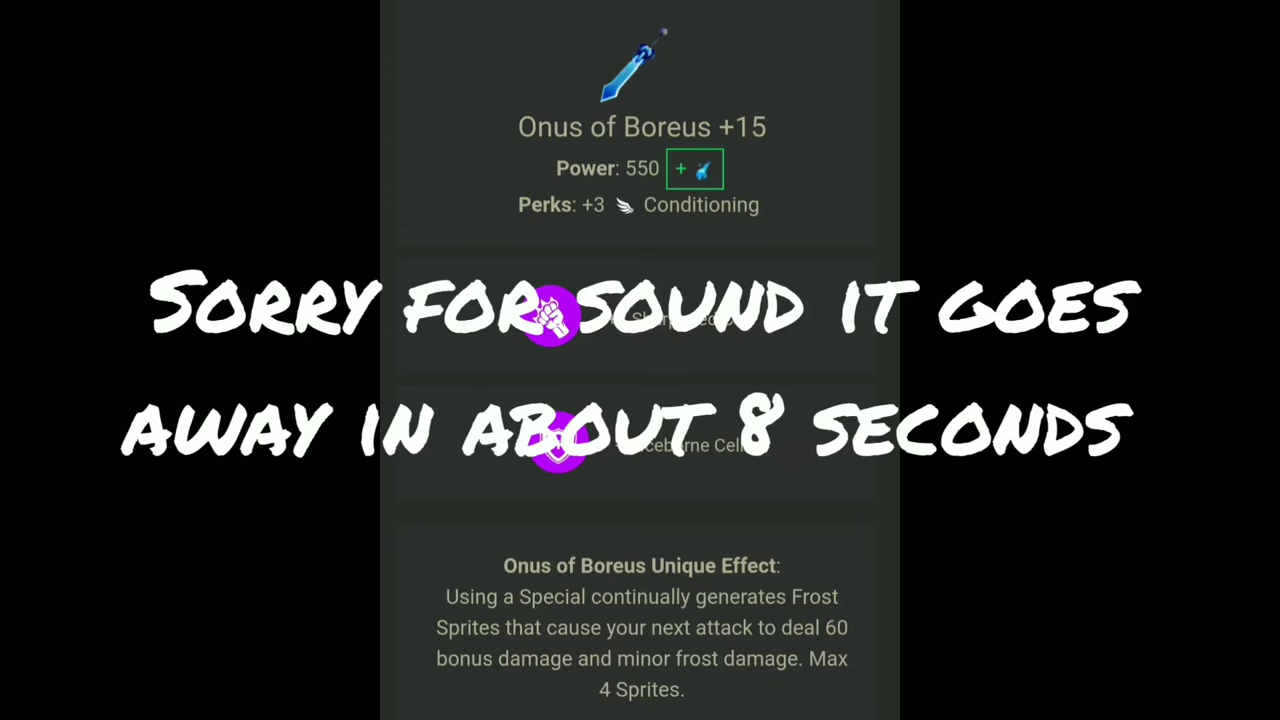 Onus of Boreus +15
Power: 550 +
Perks: +3 Conditioning
SORRY FOR SOUND IT GOES
AWAY IN ABOUT 8 SECONDS
Onus of Boreus Unique Effect:
Using a Special continually generates Frost
Sprites that cause your next attack to deal 60
bonus damage and minor frost damage. Max
4 Sprites.